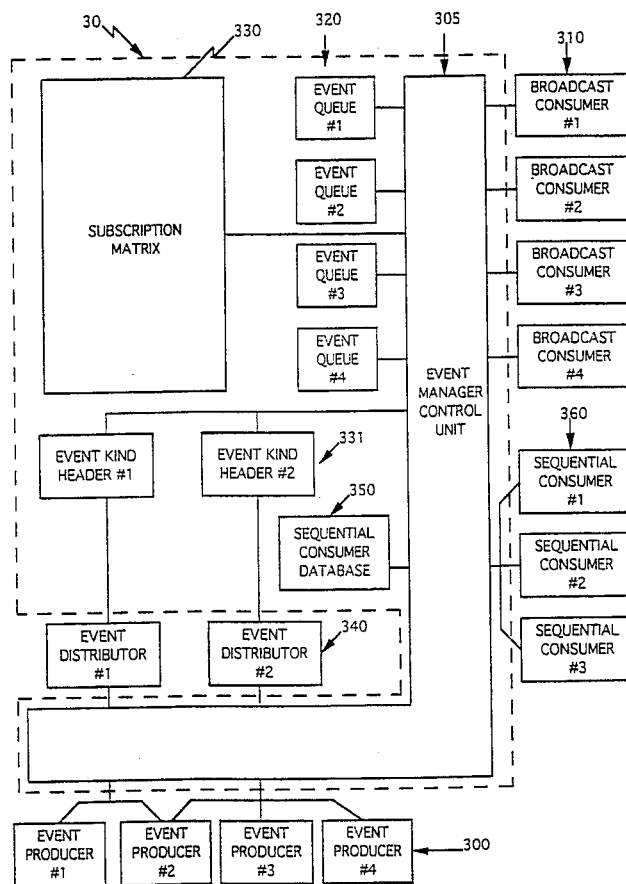 30
330
320
305
310
SUBSCRIPTION
MATRIX
EVENT
QUEUE
#1
EVENT
QUEUE
#2
EVENT
QUEUE
#3
EVENT
QUEUE
#4
EVENT
MANAGER
CONTROL
UNIT
BROADCAST
CONSUMER
#1
BROADCAST
CONSUMER
#2
BROADCAST
CONSUMER
#3
BROADCAST
CONSUMER
#4
EVENT KIND
HEADER #1
EVENT KIND
HEADER #2
331
350
SEQUENTIAL
CONSUMER
DATABASE
360
SEQUENTIAL
CONSUMER
#1
SEQUENTIAL
CONSUMER
#2
SEQUENTIAL
CONSUMER
#3
EVENT
DISTRIBUTOR
#1
EVENT
DISTRIBUTOR
#2
340
EVENT
PRODUCER
#1
EVENT
PRODUCER
#2
EVENT
PRODUCER
#3
EVENT
PRODUCER
#4
300